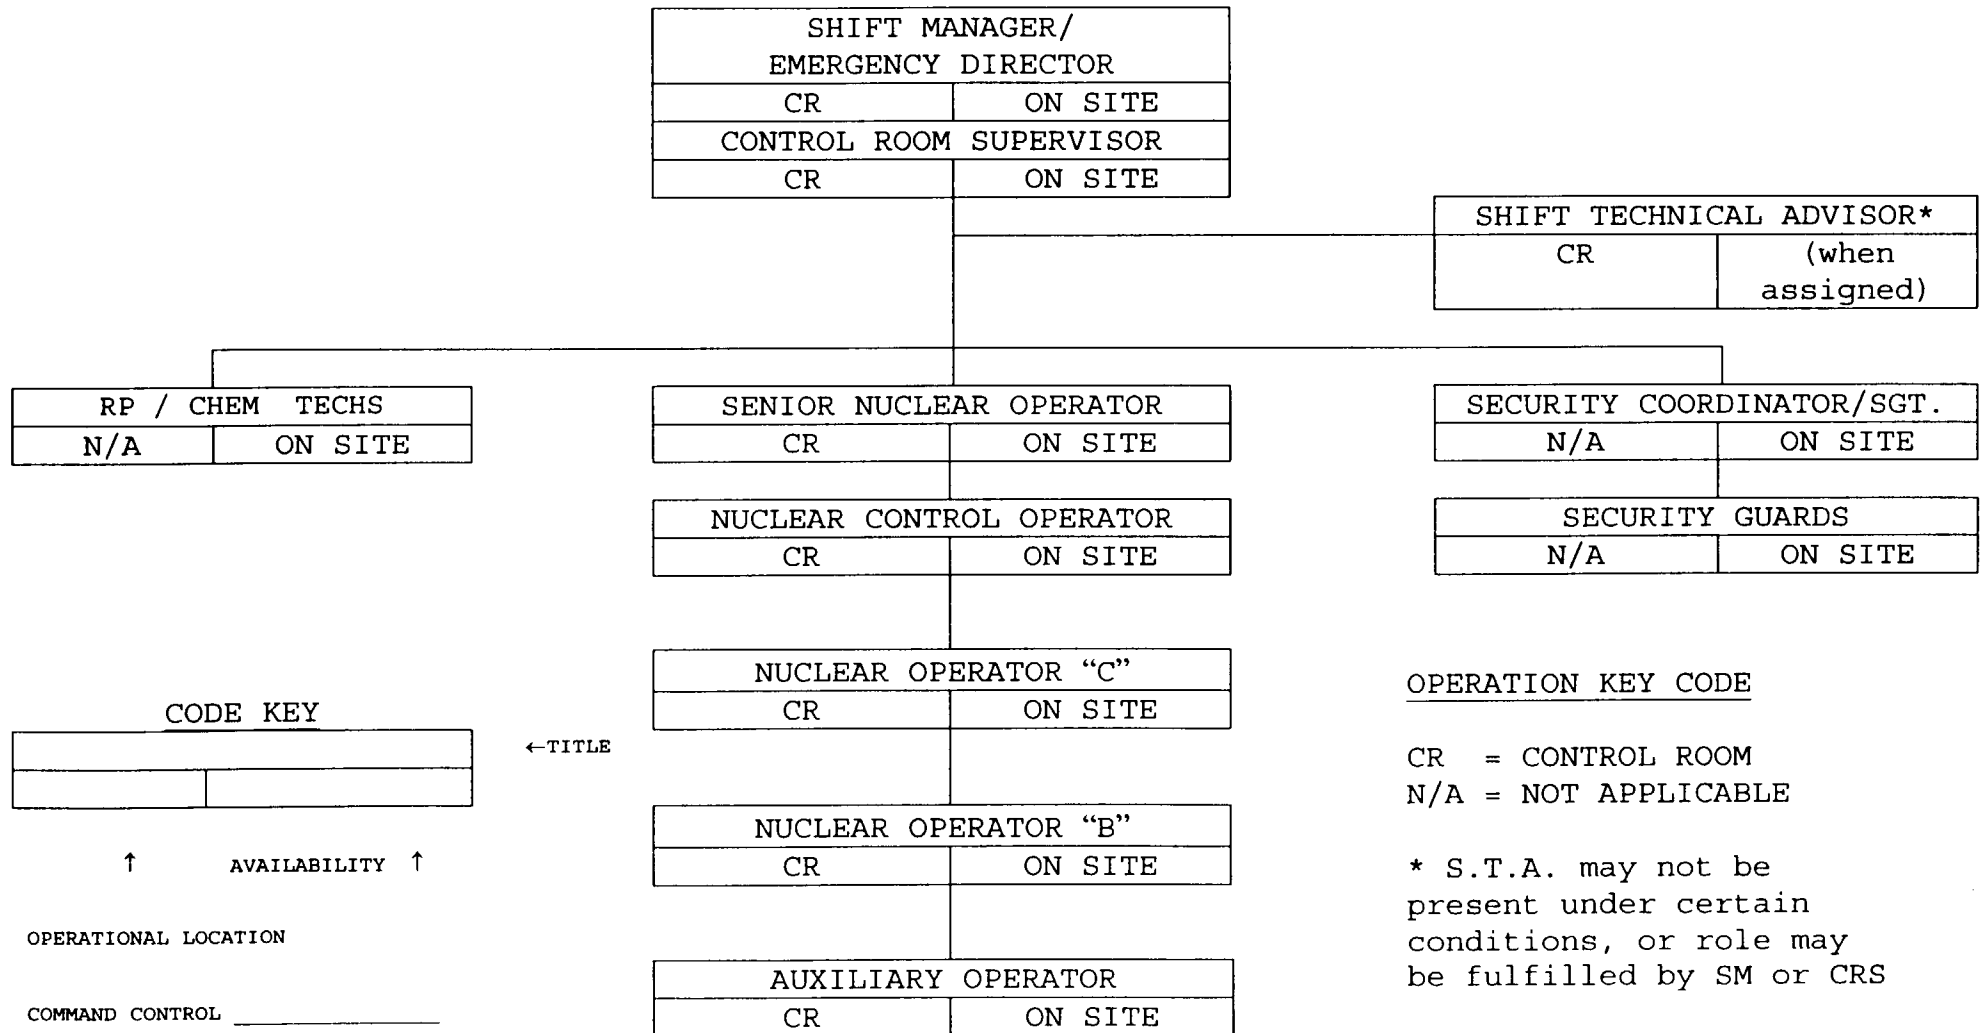 SHIFT MANAGER/
EMERGENCY DIRECTOR
CR ON SITE
CONTROL ROOM SUPERVISOR
CR ON SITE
SHIFT TECHNICAL ADVISOR*
CR (when
assigned)
RP / CHEM TECHS
N/A ON SITE
SENIOR NUCLEAR OPERATOR
CR ON SITE
SECURITY COORDINATOR/SGT.
N/A ON SITE
NUCLEAR CONTROL OPERATOR
CR ON SITE
SECURITY GUARDS
N/A ON SITE
NUCLEAR OPERATOR “C”
CR ON SITE
CODE KEY
←TITLE
↑ AVAILABILITY ↑
OPERATIONAL LOCATION
COMMAND CONTROL
NUCLEAR OPERATOR “B”
CR ON SITE
AUXILIARY OPERATOR
CR ON SITE
OPERATION KEY CODE
CR = CONTROL ROOM
N/A = NOT APPLICABLE
* S.T.A. may not be
present under certain
conditions, or role may
be fulfilled by SM or CRS